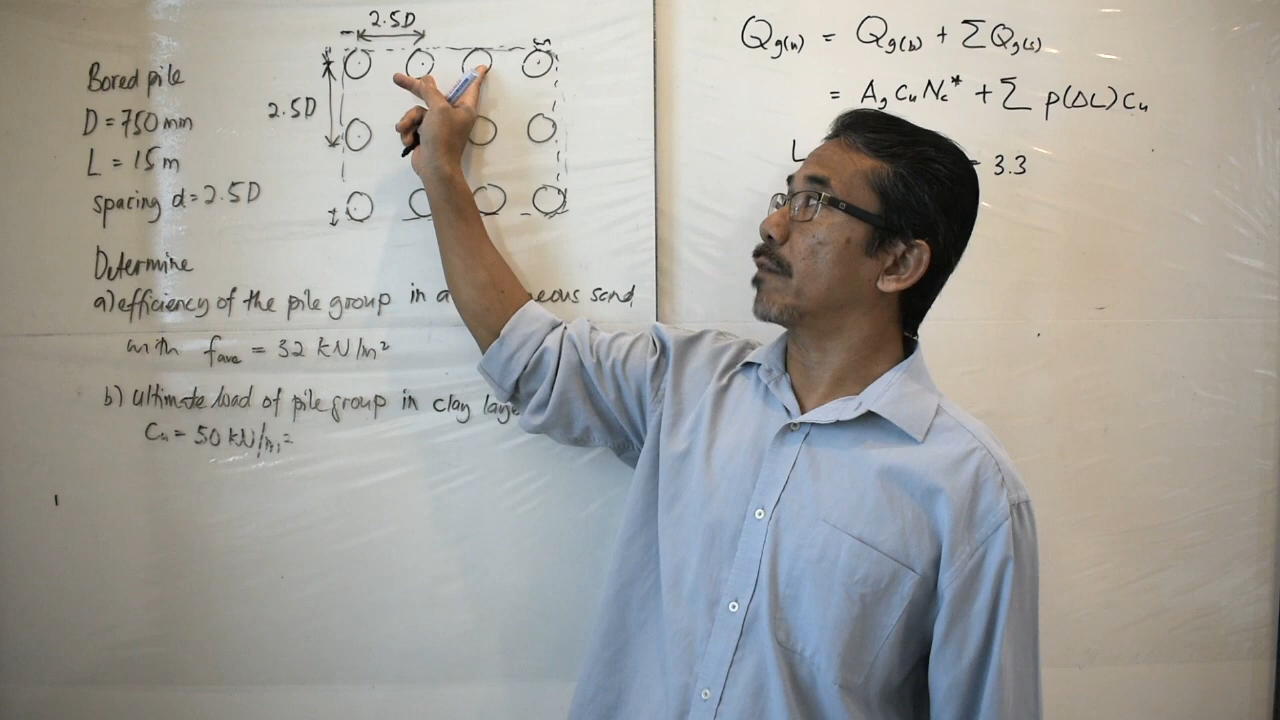 2.5D
2.5D
Bored pile
D = 750 mm
L = 15 m
spacing d = 2.5D
Determine
a) efficiency of the pile group in a sand
with fave = 32 kN/m²
b) ultimate load of pile group in clay
Cu = 50 kN/m²
Qg(u) = Qg(b) + ΣQg(s)
= Ag Cu Nc* + Σ p(ΔL) Cu
L = 3.3